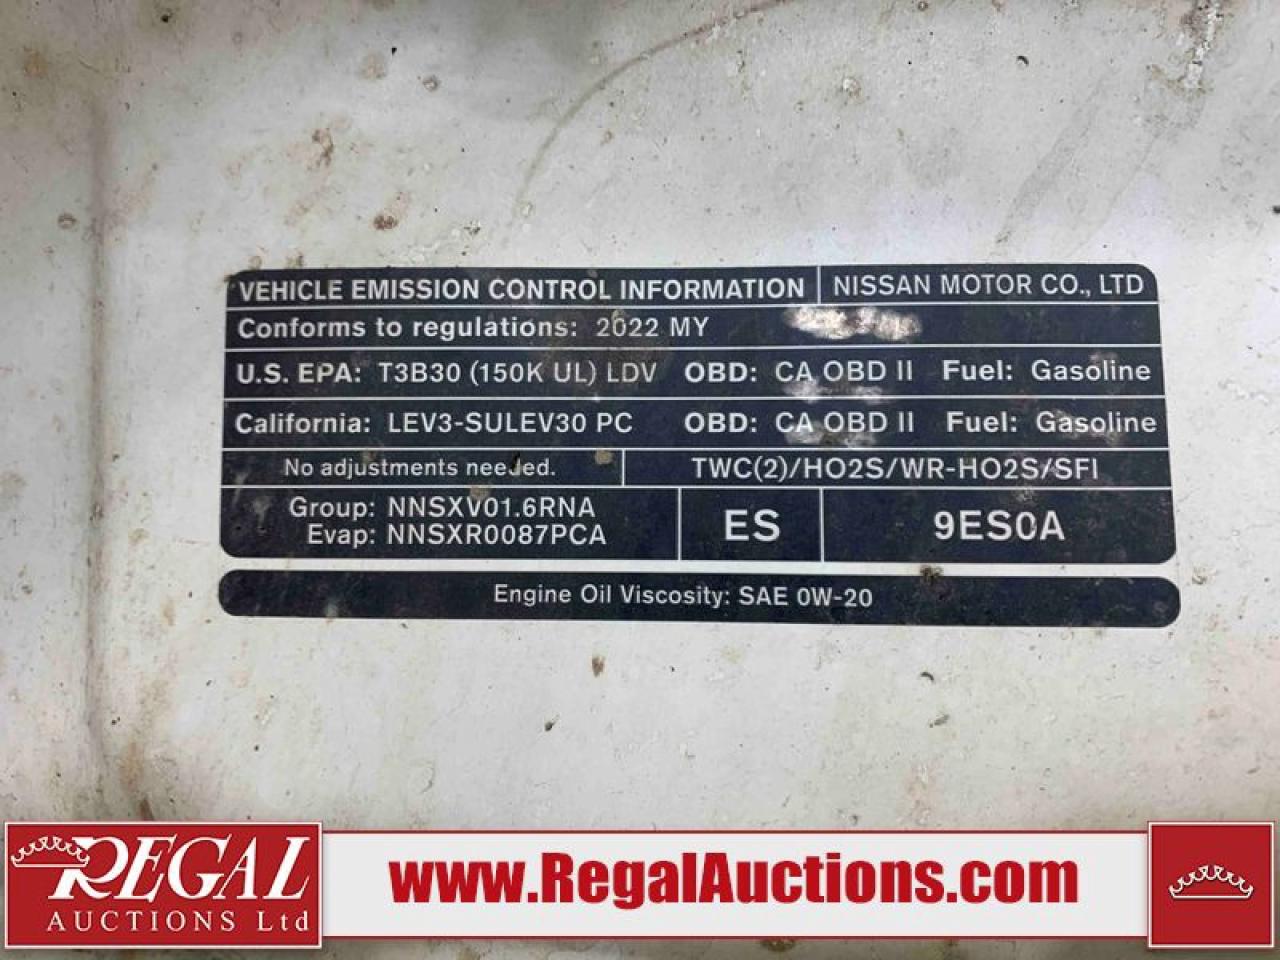 VEHICLE EMISSION CONTROL INFORMATION NISSAN MOTOR CO., LTD
Conforms to regulations: 2022 MY
U.S. EPA: T3B30 (150K UL) LDV OBD: CA OBD II Fuel: Gasoline
California: LEV3-SULEV30 PC OBD: CA OBD II Fuel: Gasoline
No adjustments needed. TWC(2)/HO2S/WR-HO2S/SFI
Group: NNSXV01.6RNA
Evap: NNSXR0087PCA
ES
9ES0A
Engine Oil Viscosity: SAE 0W-20
REGAL
AUCTIONS Ltd
www.RegalAuctions.com